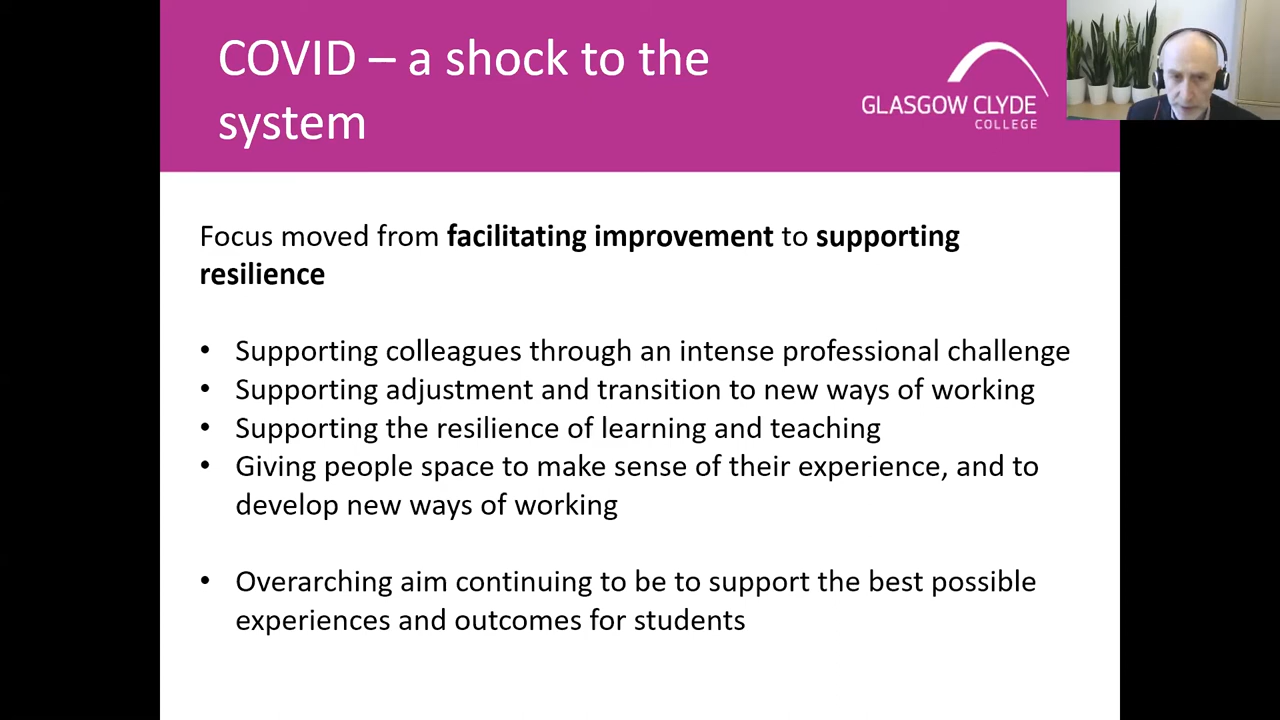 COVID – a shock to the
system
GLASGOW CLYDE
COLLEGE
Focus moved from facilitating improvement to supporting
resilience
• Supporting colleagues through an intense professional challenge
• Supporting adjustment and transition to new ways of working
• Supporting the resilience of learning and teaching
• Giving people space to make sense of their experience, and to
develop new ways of working
• Overarching aim continuing to be to support the best possible
experiences and outcomes for students